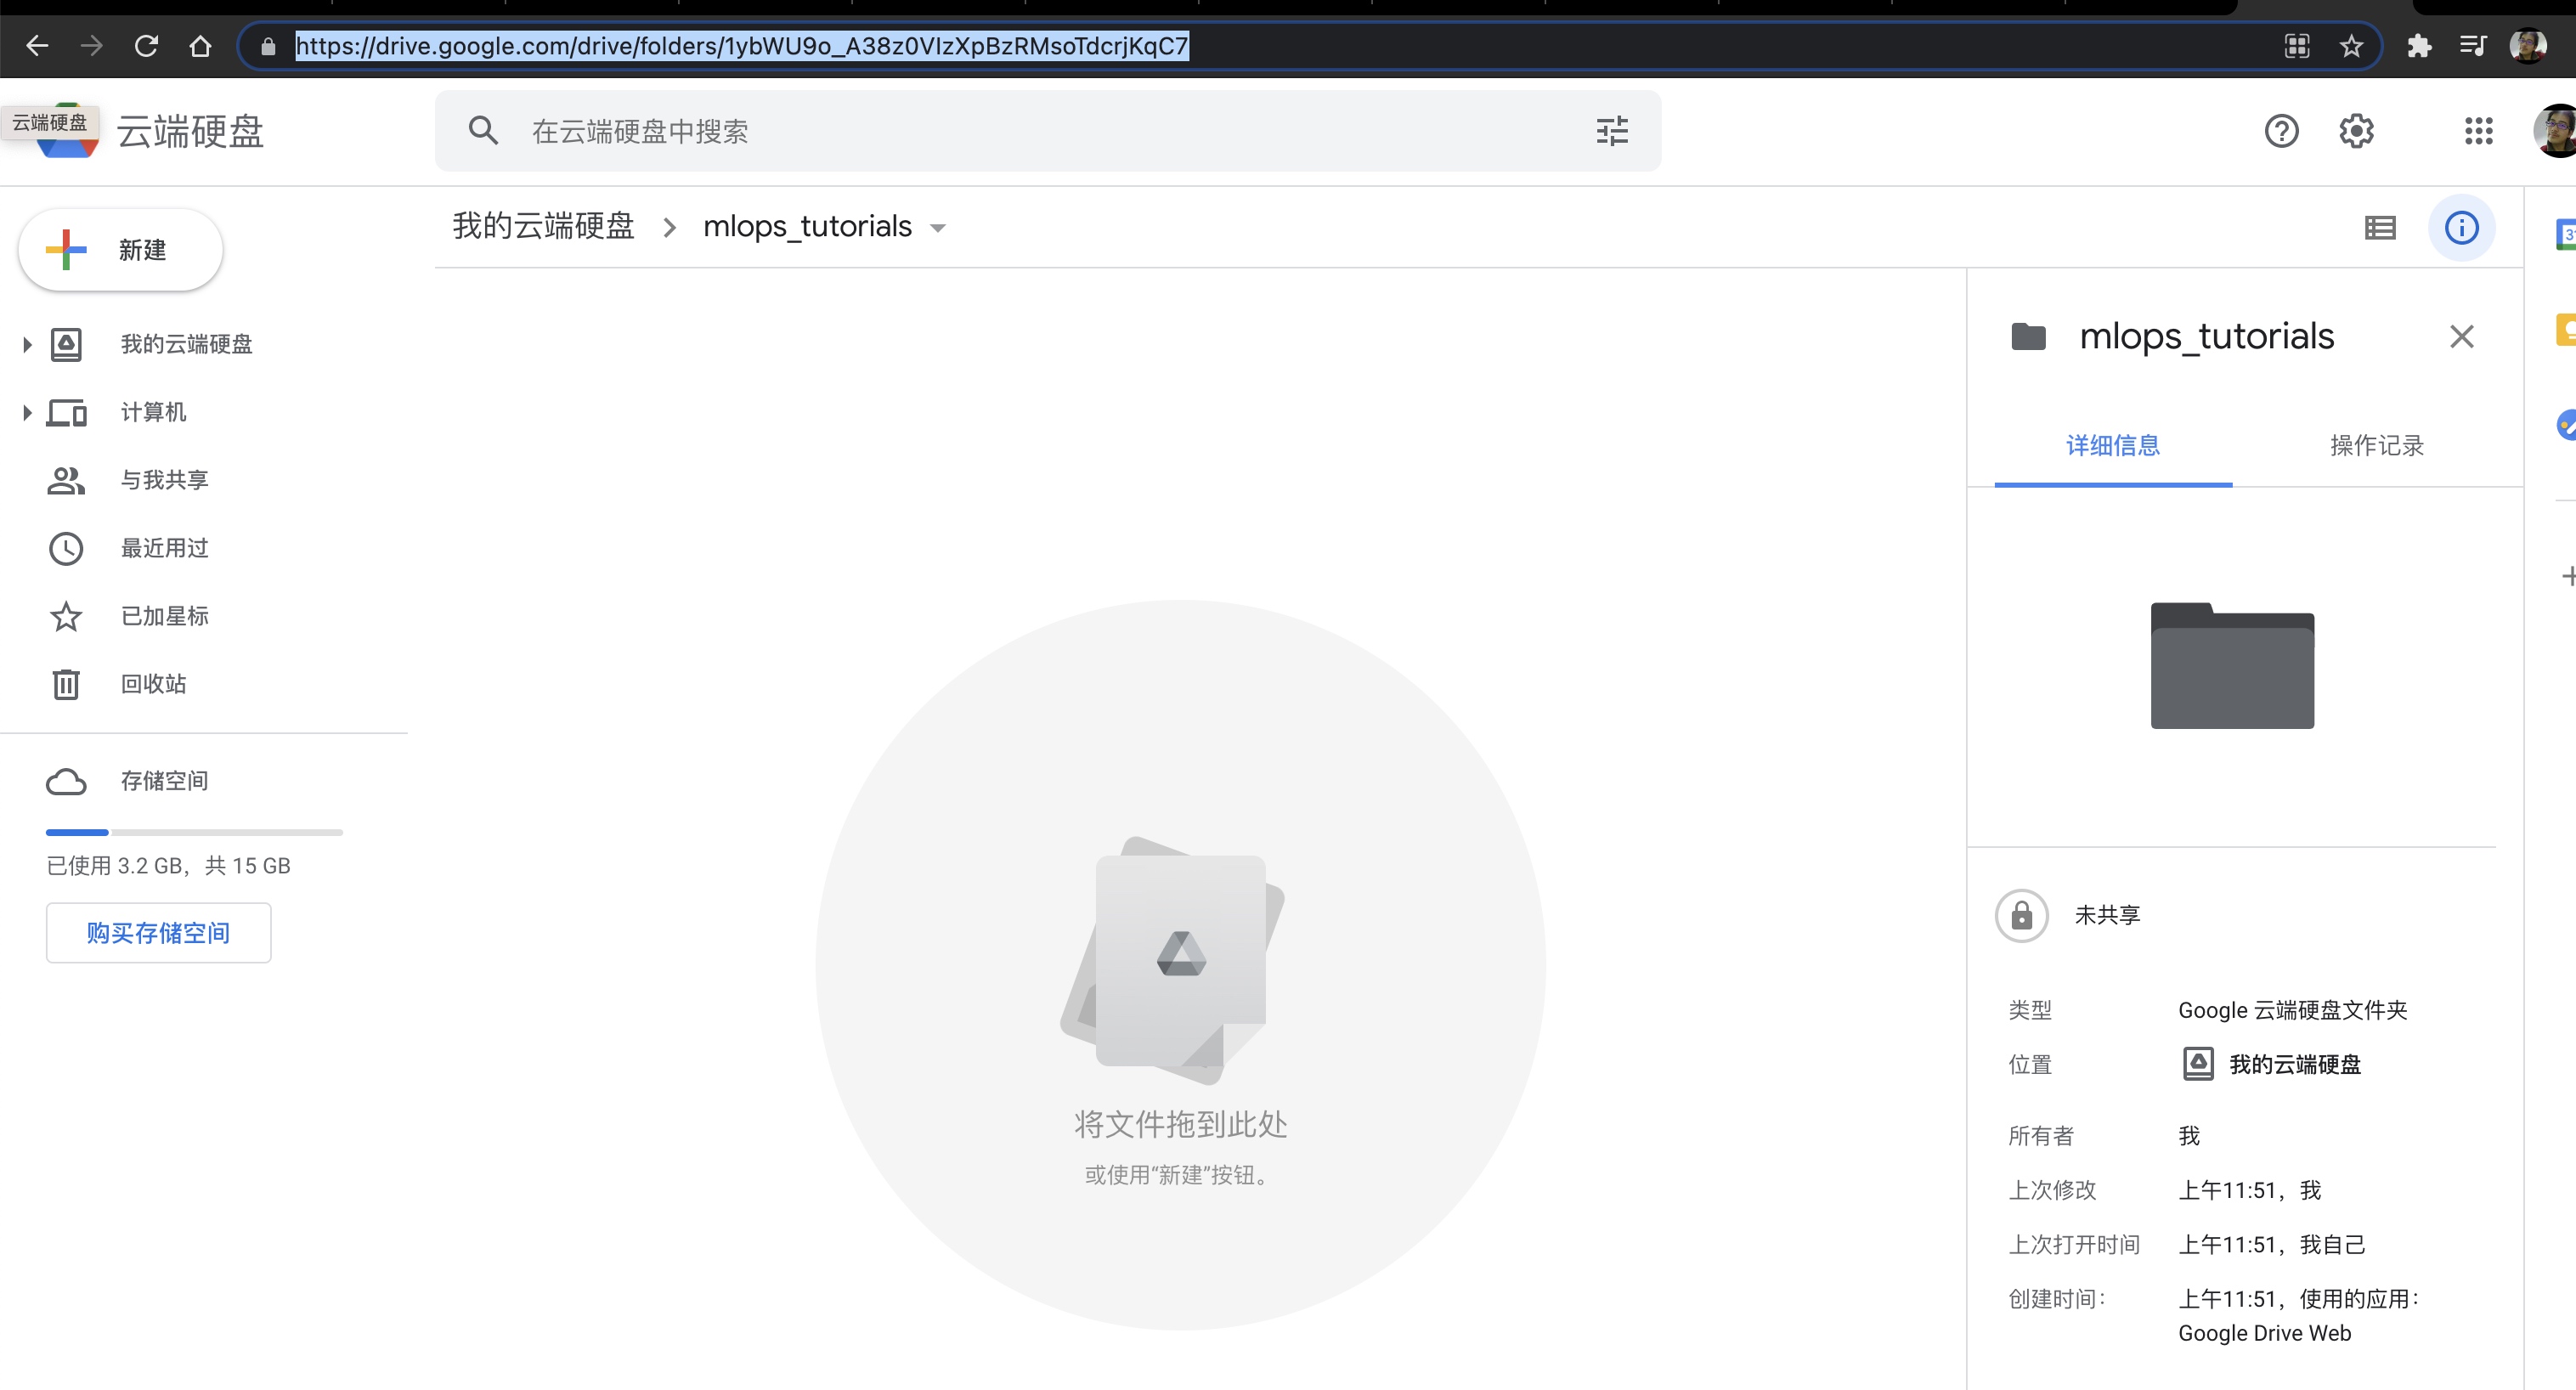 https://drive.google.com/drive/folders/1ybWU9o_A38z0VIzXpBzRMsoTdcrjKqC7
云端硬盘
云端硬盘
在云端硬盘中搜索
新建
我的云端硬盘
计算机
与我共享
最近用过
已加星标
回收站
存储空间
已使用 3.2 GB，共 15 GB
购买存储空间
我的云端硬盘 mlops_tutorials
将文件拖到此处
或使用“新建”按钮。
mlops_tutorials
详细信息 操作记录
未共享
类型 Google 云端硬盘文件夹
位置 我的云端硬盘
所有者 我
上次修改 上午11:51，我
上次打开时间 上午11:51，我自己
创建时间： 上午11:51，使用的应用：
Google Drive Web